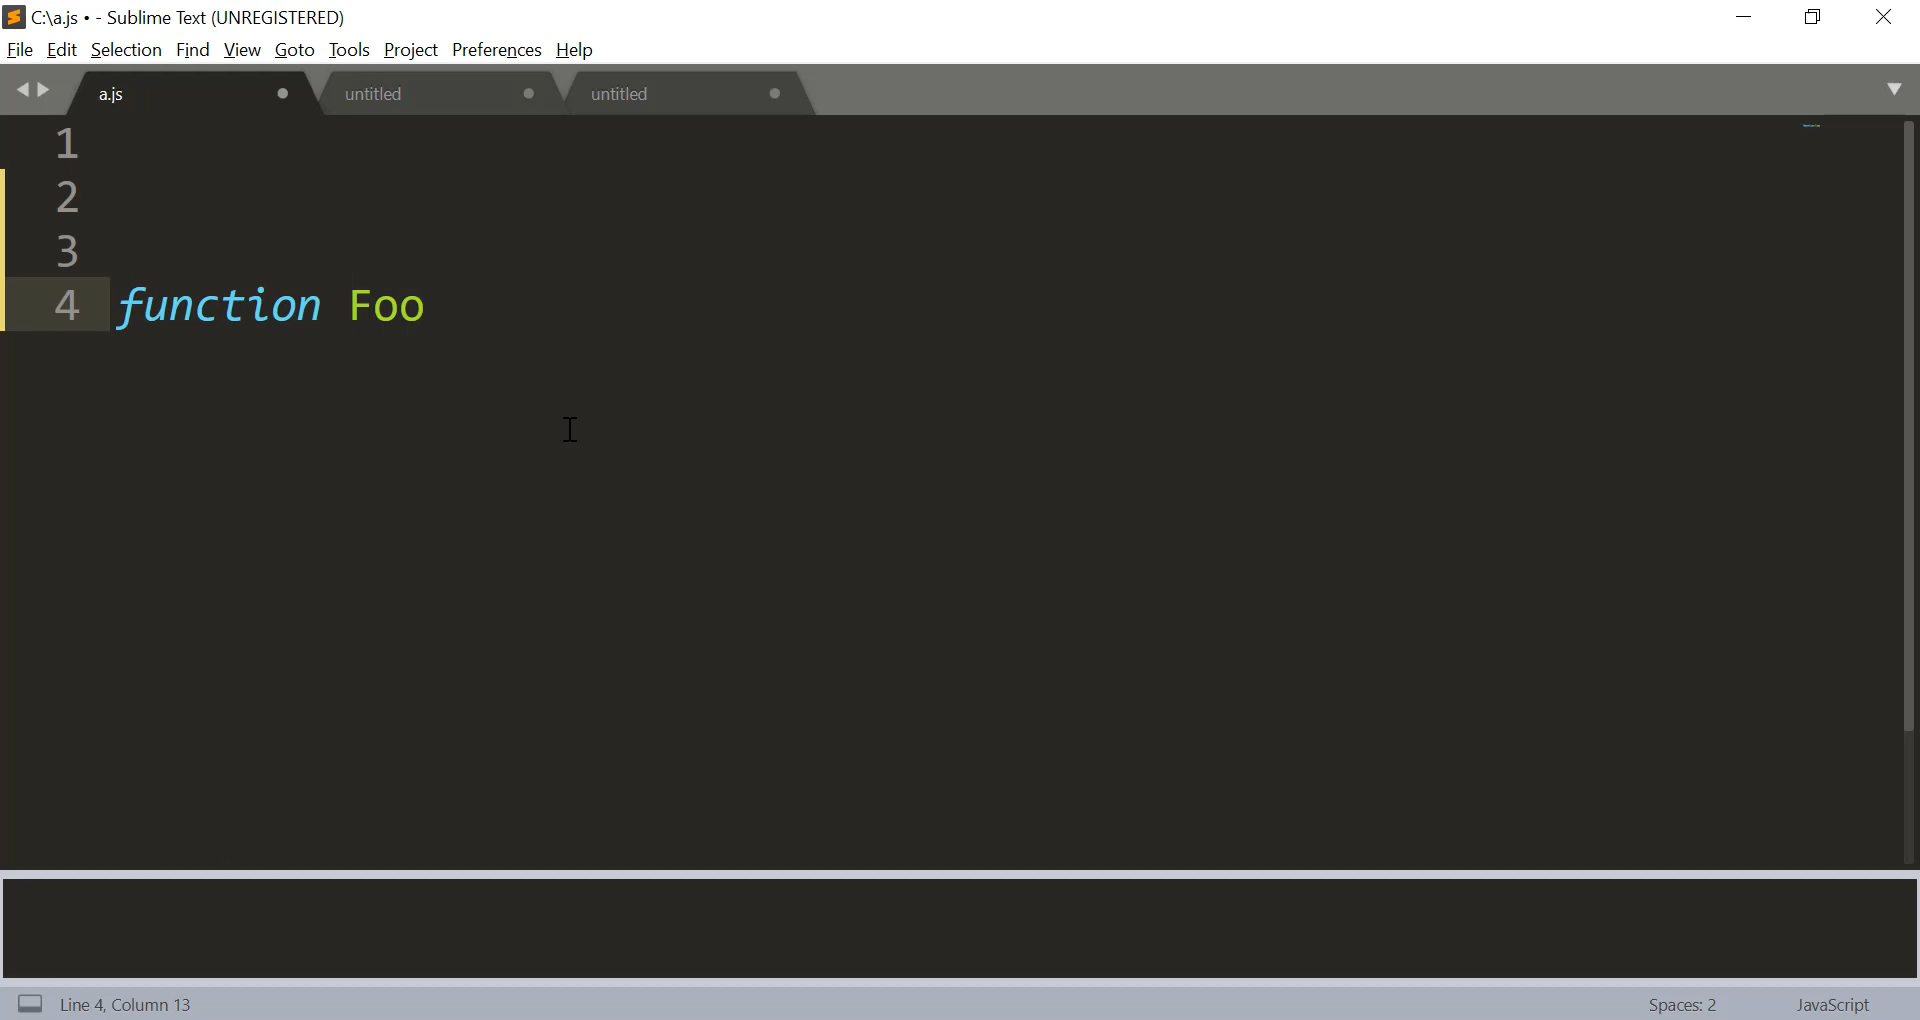 C:\a.js • - Sublime Text (UNREGISTERED)
File Edit Selection Find View Goto Tools Project Preferences Help
a.js untitled untitled
1
2
3
4 function Foo
Line 4, Column 13 Spaces: 2 JavaScript